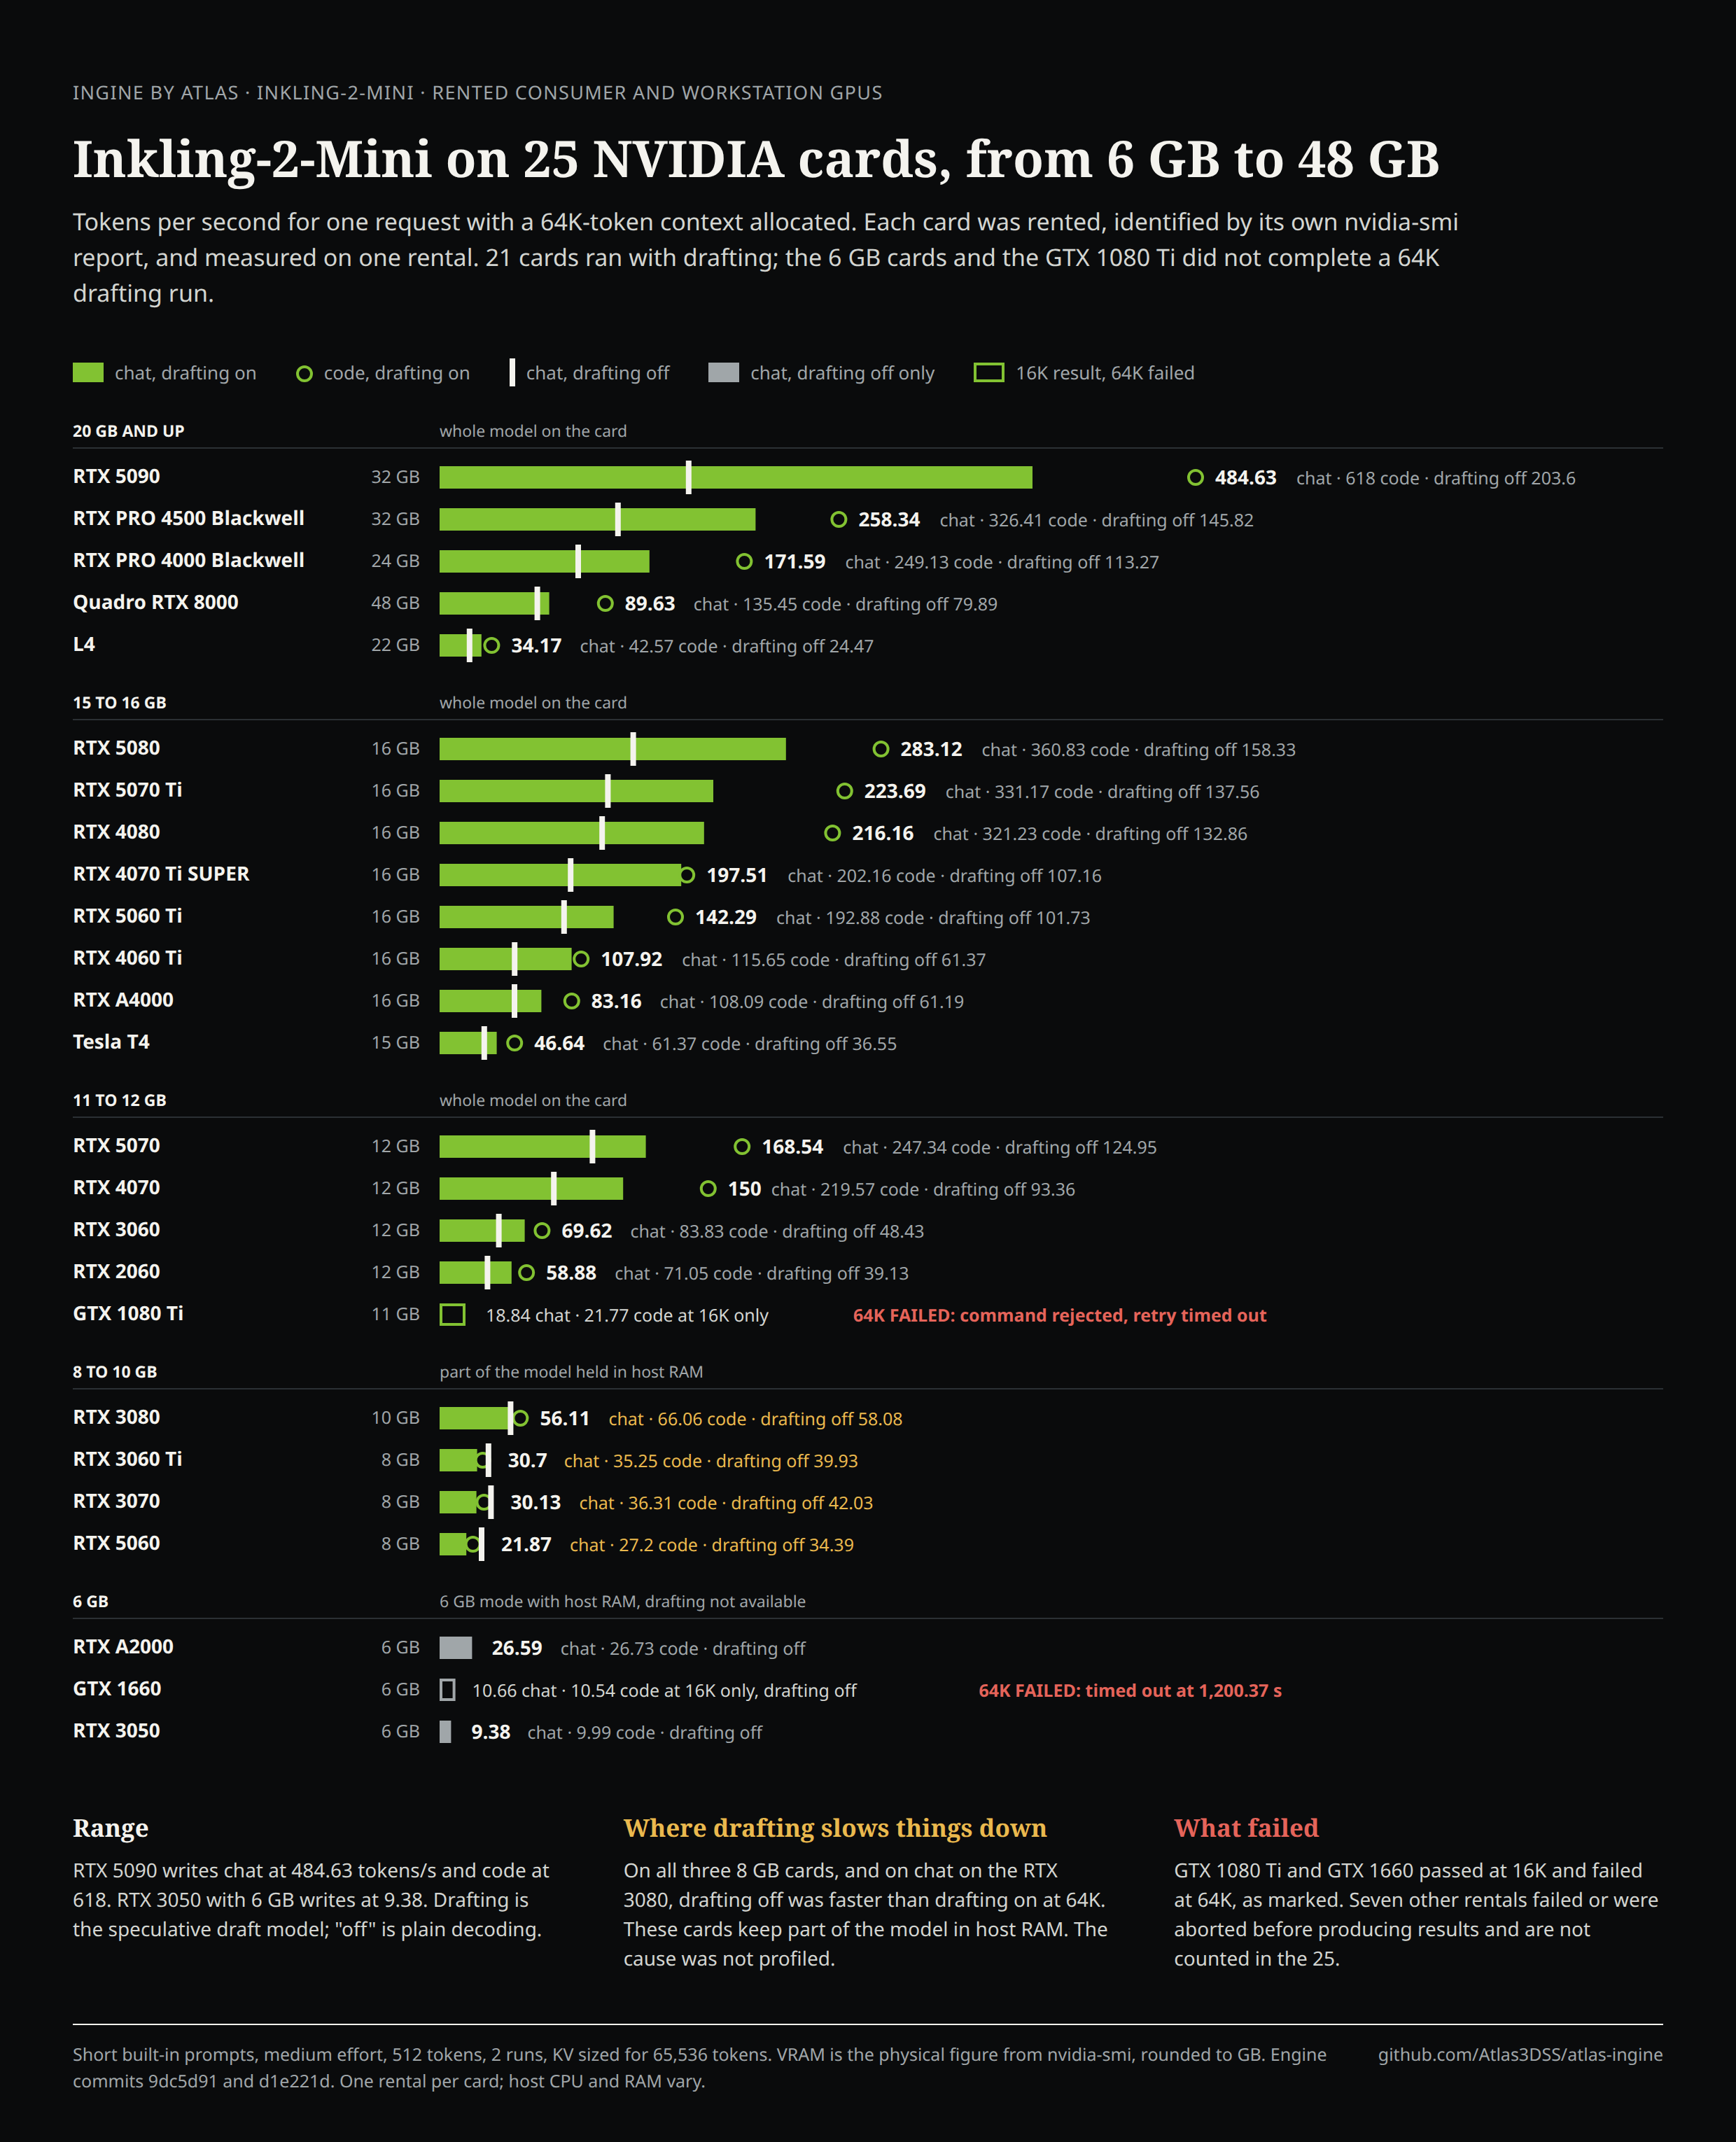 INGINE BY ATLAS · INKLING-2-MINI · RENTED CONSUMER AND WORKSTATION GPUS
Inkling-2-Mini on 25 NVIDIA cards, from 6 GB to 48 GB
Tokens per second for one request with a 64K-token context allocated. Each card was rented, identified by its own nvidia-smi
report, and measured on one rental. 21 cards ran with drafting; the 6 GB cards and the GTX 1080 Ti did not complete a 64K
drafting run.
chat, drafting on code, drafting on chat, drafting off chat, drafting off only 16K result, 64K failed
20 GB AND UP whole model on the card
RTX 5090 32 GB 484.63 chat · 618 code · drafting off 203.6
RTX PRO 4500 Blackwell 32 GB 258.34 chat · 326.41 code · drafting off 145.82
RTX PRO 4000 Blackwell 24 GB 171.59 chat · 249.13 code · drafting off 113.27
Quadro RTX 8000 48 GB 89.63 chat · 135.45 code · drafting off 79.89
L4 22 GB 34.17 chat · 42.57 code · drafting off 24.47
15 TO 16 GB whole model on the card
RTX 5080 16 GB 283.12 chat · 360.83 code · drafting off 158.33
RTX 5070 Ti 16 GB 223.69 chat · 331.17 code · drafting off 137.56
RTX 4080 16 GB 216.16 chat · 321.23 code · drafting off 132.86
RTX 4070 Ti SUPER 16 GB 197.51 chat · 202.16 code · drafting off 107.16
RTX 5060 Ti 16 GB 142.29 chat · 192.88 code · drafting off 101.73
RTX 4060 Ti 16 GB 107.92 chat · 115.65 code · drafting off 61.37
RTX A4000 16 GB 83.16 chat · 108.09 code · drafting off 61.19
Tesla T4 15 GB 46.64 chat · 61.37 code · drafting off 36.55
11 TO 12 GB whole model on the card
RTX 5070 12 GB 168.54 chat · 247.34 code · drafting off 124.95
RTX 4070 12 GB 150 chat · 219.57 code · drafting off 93.36
RTX 3060 12 GB 69.62 chat · 83.83 code · drafting off 48.43
RTX 2060 12 GB 58.88 chat · 71.05 code · drafting off 39.13
GTX 1080 Ti 11 GB 18.84 chat · 21.77 code at 16K only 64K FAILED: command rejected, retry timed out
8 TO 10 GB part of the model held in host RAM
RTX 3080 10 GB 56.11 chat · 66.06 code · drafting off 58.08
RTX 3060 Ti 8 GB 30.7 chat · 35.25 code · drafting off 39.93
RTX 3070 8 GB 30.13 chat · 36.31 code · drafting off 42.03
RTX 5060 8 GB 21.87 chat · 27.2 code · drafting off 34.39
6 GB 6 GB mode with host RAM, drafting not available
RTX A2000 6 GB 26.59 chat · 26.73 code · drafting off
GTX 1660 6 GB 10.66 chat · 10.54 code at 16K only, drafting off 64K FAILED: timed out at 1,200.37 s
RTX 3050 6 GB 9.38 chat · 9.99 code · drafting off
Range
RTX 5090 writes chat at 484.63 tokens/s and code at
618. RTX 3050 with 6 GB writes at 9.38. Drafting is
the speculative draft model; "off" is plain decoding.
Where drafting slows things down
On all three 8 GB cards, and on chat on the RTX
3080, drafting off was faster than drafting on at 64K.
These cards keep part of the model in host RAM. The
cause was not profiled.
What failed
GTX 1080 Ti and GTX 1660 passed at 16K and failed
at 64K, as marked. Seven other rentals failed or were
aborted before producing results and are not
counted in the 25.
Short built-in prompts, medium effort, 512 tokens, 2 runs, KV sized for 65,536 tokens. VRAM is the physical figure from nvidia-smi, rounded to GB. Engine
commits 9dc5d91 and d1e221d. One rental per card; host CPU and RAM vary.
github.com/Atlas3DSS/atlas-ingine